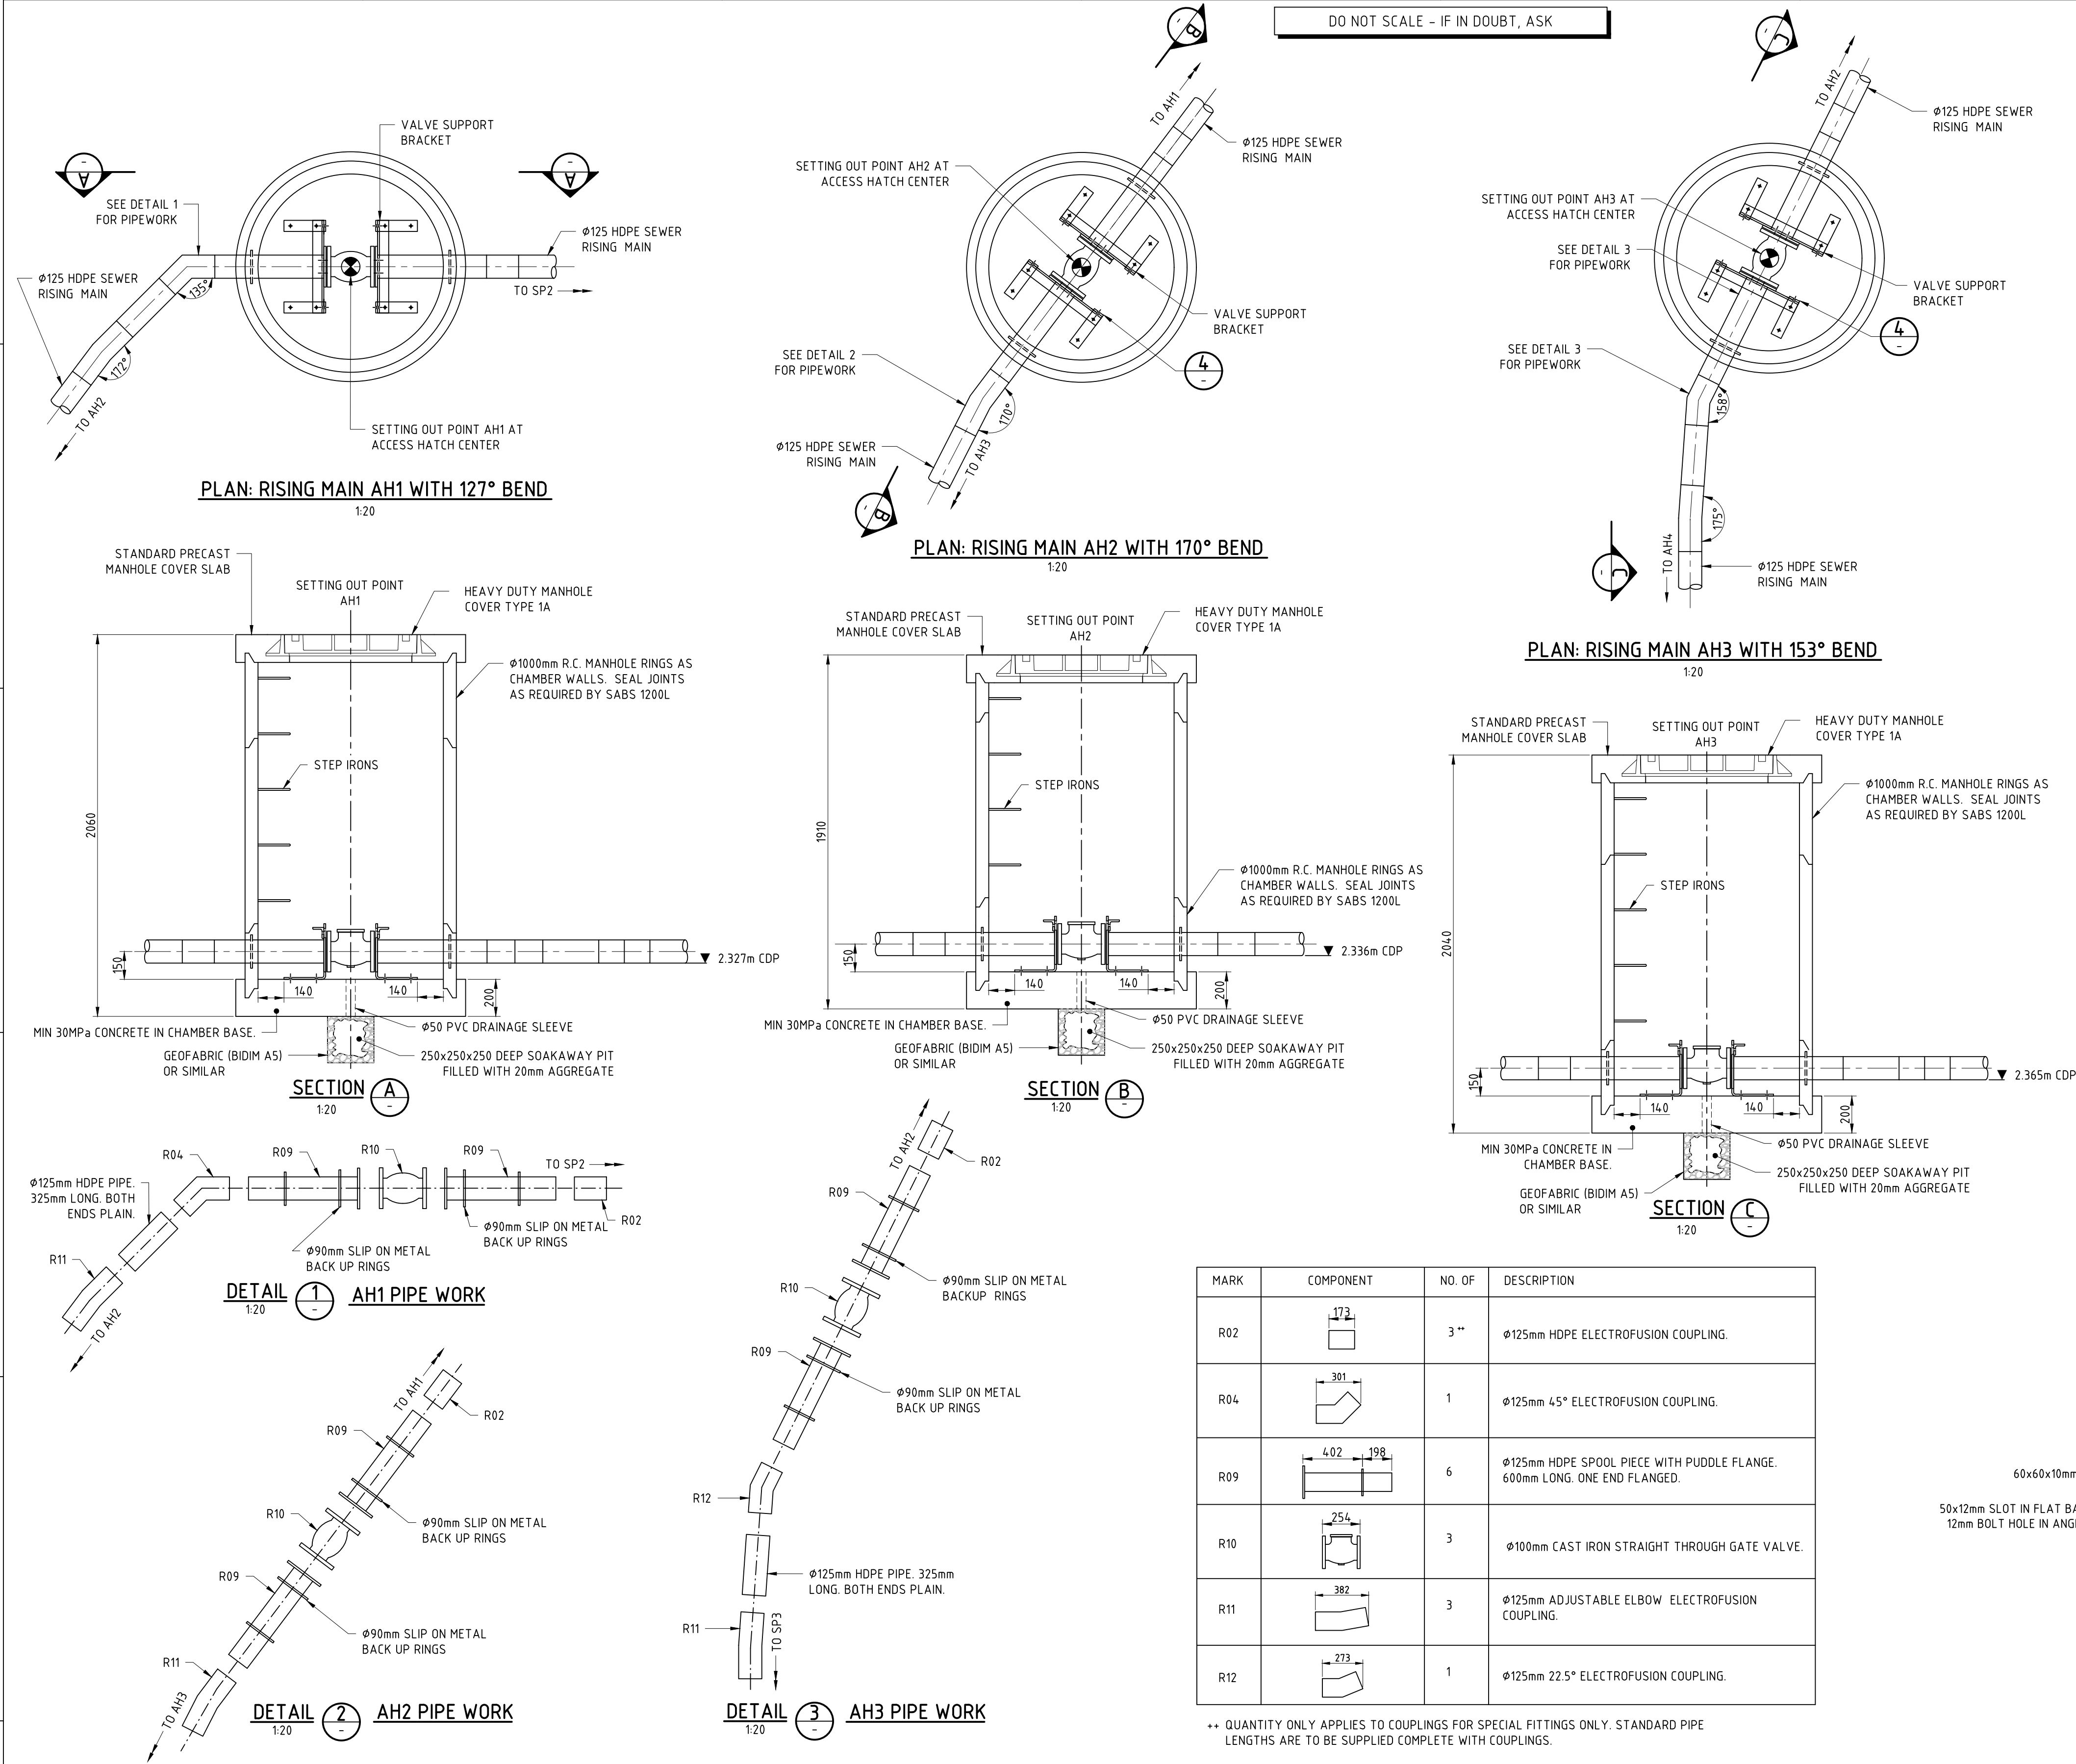 DO NOT SCALE - IF IN DOUBT, ASK
A
A
VALVE SUPPORT
BRACKET
SEE DETAIL 1
FOR PIPEWORK
Ø125 HDPE SEWER
RISING MAIN
Ø125 HDPE SEWER
RISING MAIN
135°
172°
TO SP2
TO AH2
SETTING OUT POINT AH1 AT
ACCESS HATCH CENTER
PLAN: RISING MAIN AH1 WITH 127° BEND
1:20
B
TO AH1
Ø125 HDPE SEWER
RISING MAIN
SETTING OUT POINT AH2 AT
ACCESS HATCH CENTER
VALVE SUPPORT
BRACKET
SEE DETAIL 2
FOR PIPEWORK
4
-
170°
Ø125 HDPE SEWER
RISING MAIN
TO AH3
B
PLAN: RISING MAIN AH2 WITH 170° BEND
1:20
C
TO AH2
Ø125 HDPE SEWER
RISING MAIN
SETTING OUT POINT AH3 AT
ACCESS HATCH CENTER
SEE DETAIL 3
FOR PIPEWORK
VALVE SUPPORT
BRACKET
4
-
SEE DETAIL 3
FOR PIPEWORK
158°
175°
TO AH4
C
Ø125 HDPE SEWER
RISING MAIN
PLAN: RISING MAIN AH3 WITH 153° BEND
1:20
STANDARD PRECAST
MANHOLE COVER SLAB
SETTING OUT POINT
AH1
HEAVY DUTY MANHOLE
COVER TYPE 1A
Ø1000mm R.C. MANHOLE RINGS AS
CHAMBER WALLS. SEAL JOINTS
AS REQUIRED BY SABS 1200L
STEP IRONS
2060
150
140
140
200
2.327m CDP
MIN 30MPa CONCRETE IN CHAMBER BASE.
Ø50 PVC DRAINAGE SLEEVE
GEOFABRIC (BIDIM A5)
OR SIMILAR
250x250x250 DEEP SOAKAWAY PIT
FILLED WITH 20mm AGGREGATE
SECTION A
-
1:20
STANDARD PRECAST
MANHOLE COVER SLAB
SETTING OUT POINT
AH2
HEAVY DUTY MANHOLE
COVER TYPE 1A
STEP IRONS
1910
Ø1000mm R.C. MANHOLE RINGS AS
CHAMBER WALLS. SEAL JOINTS
AS REQUIRED BY SABS 1200L
150
140
140
200
2.336m CDP
MIN 30MPa CONCRETE IN CHAMBER BASE.
Ø50 PVC DRAINAGE SLEEVE
GEOFABRIC (BIDIM A5)
OR SIMILAR
250x250x250 DEEP SOAKAWAY PIT
FILLED WITH 20mm AGGREGATE
SECTION B
-
1:20
STANDARD PRECAST
MANHOLE COVER SLAB
SETTING OUT POINT
AH3
HEAVY DUTY MANHOLE
COVER TYPE 1A
Ø1000mm R.C. MANHOLE RINGS AS
CHAMBER WALLS. SEAL JOINTS
AS REQUIRED BY SABS 1200L
STEP IRONS
2040
150
140
140
200
2.365m CDP
MIN 30MPa CONCRETE IN
CHAMBER BASE.
Ø50 PVC DRAINAGE SLEEVE
250x250x250 DEEP SOAKAWAY PIT
FILLED WITH 20mm AGGREGATE
GEOFABRIC (BIDIM A5)
OR SIMILAR
SECTION C
-
1:20
R04
R09
R10
R09
TO SP2
Ø125mm HDPE PIPE.
325mm LONG. BOTH
ENDS PLAIN.
R02
Ø90mm SLIP ON METAL
BACK UP RINGS
Ø90mm SLIP ON METAL
BACK UP RINGS
R11
TO AH2
DETAIL 1 AH1 PIPE WORK
1:20
-
TO AH1
R02
R09
R10
Ø90mm SLIP ON METAL
BACK UP RINGS
R09
Ø90mm SLIP ON METAL
BACK UP RINGS
R11
TO AH3
DETAIL 2 AH2 PIPE WORK
1:20
-
TO AH2
R02
R09
Ø90mm SLIP ON METAL
BACKUP RINGS
R10
R09
Ø90mm SLIP ON METAL
BACK UP RINGS
R12
Ø125mm HDPE PIPE. 325mm
LONG. BOTH ENDS PLAIN.
R11
TO SP3
DETAIL 3 AH3 PIPE WORK
1:20
-
MARK COMPONENT NO. OF DESCRIPTION
R02 173 3 ++ Ø125mm HDPE ELECTROFUSION COUPLING.
R04 301 1 Ø125mm 45° ELECTROFUSION COUPLING.
R09 402 198 6 Ø125mm HDPE SPOOL PIECE WITH PUDDLE FLANGE.
600mm LONG. ONE END FLANGED.
R10 254 3 Ø100mm CAST IRON STRAIGHT THROUGH GATE VALVE.
R11 382 3 Ø125mm ADJUSTABLE ELBOW ELECTROFUSION
COUPLING.
R12 273 1 Ø125mm 22.5° ELECTROFUSION COUPLING.
++ QUANTITY ONLY APPLIES TO COUPLINGS FOR SPECIAL FITTINGS ONLY. STANDARD PIPE
LENGTHS ARE TO BE SUPPLIED COMPLETE WITH COUPLINGS.
60x60x10mm
50x12mm SLOT IN FLAT BA
12mm BOLT HOLE IN ANG